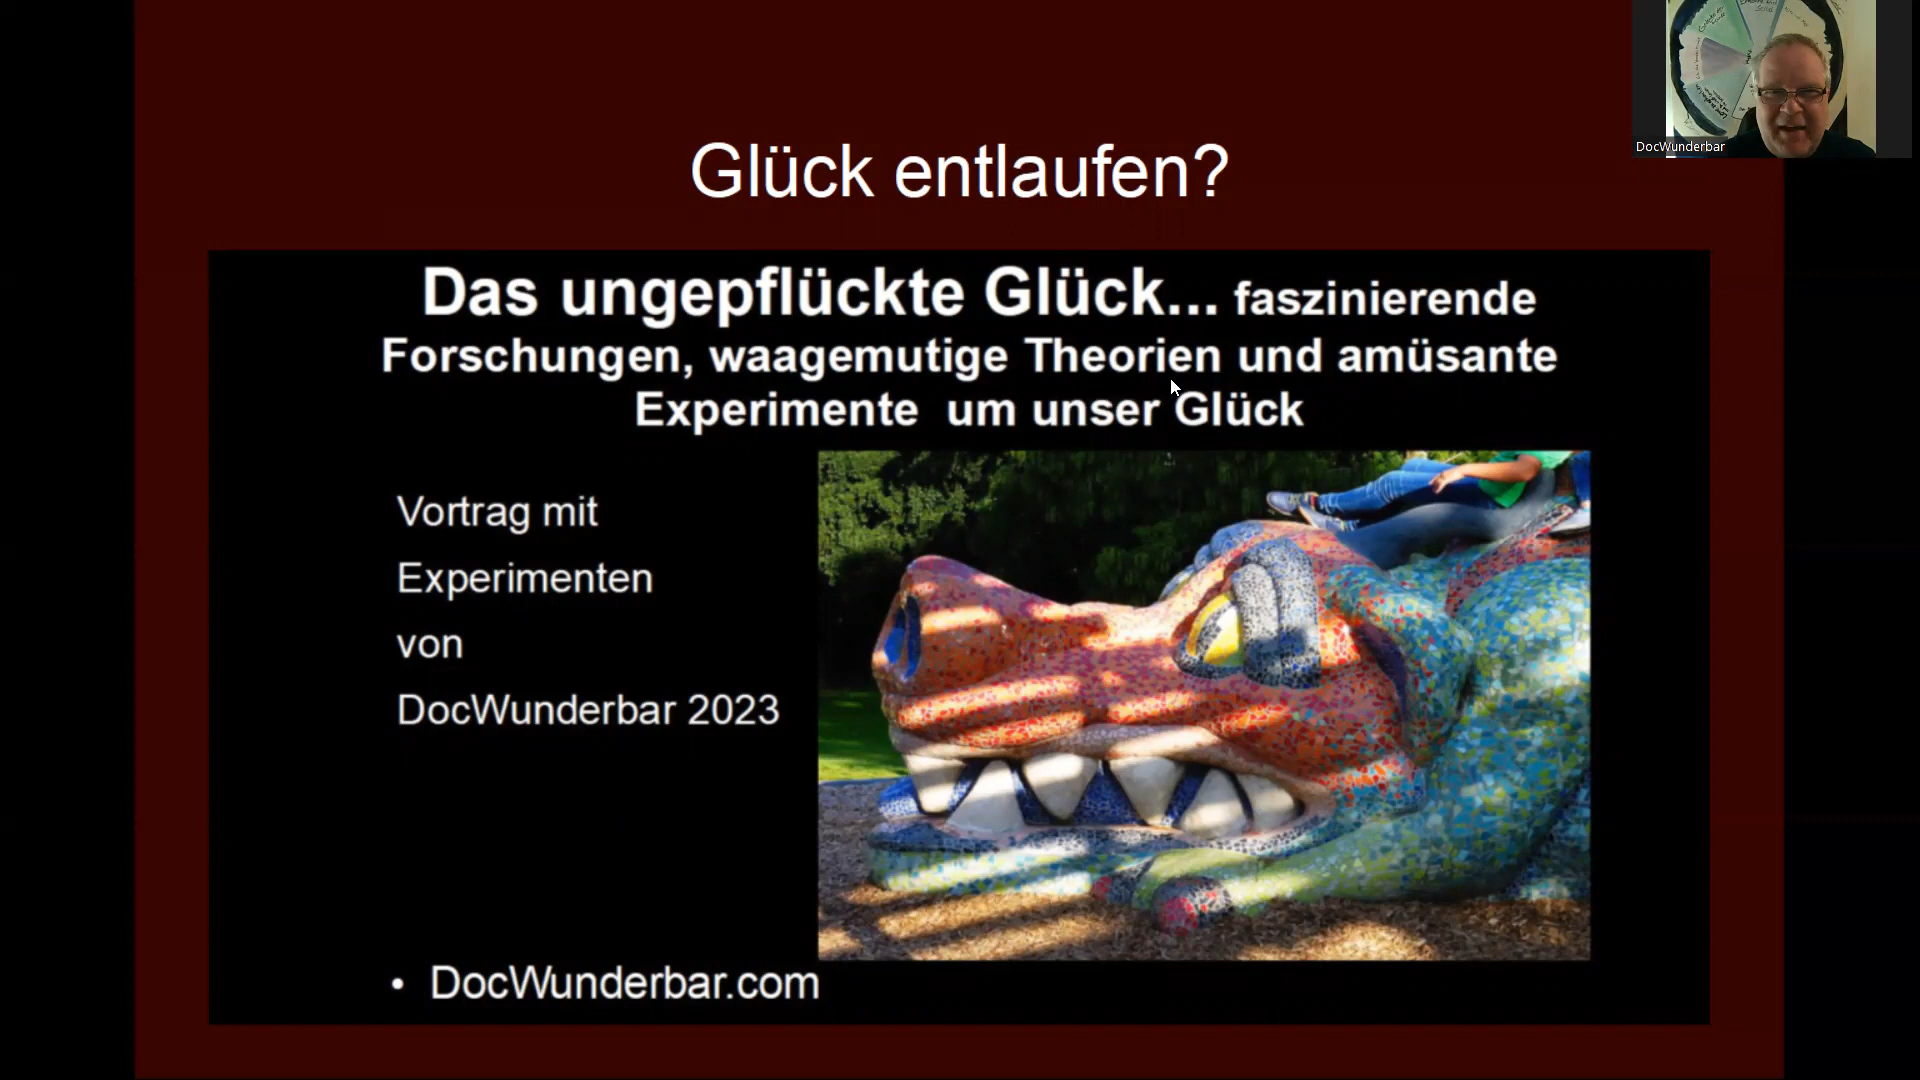 Glück entlaufen?
Das ungepflückte Glück... faszinierende
Forschungen, waagemutige Theorien und amüsante
Experimente um unser Glück
Vortrag mit
Experimenten
von
DocWunderbar 2023
• DocWunderbar.com
DocWunderbar